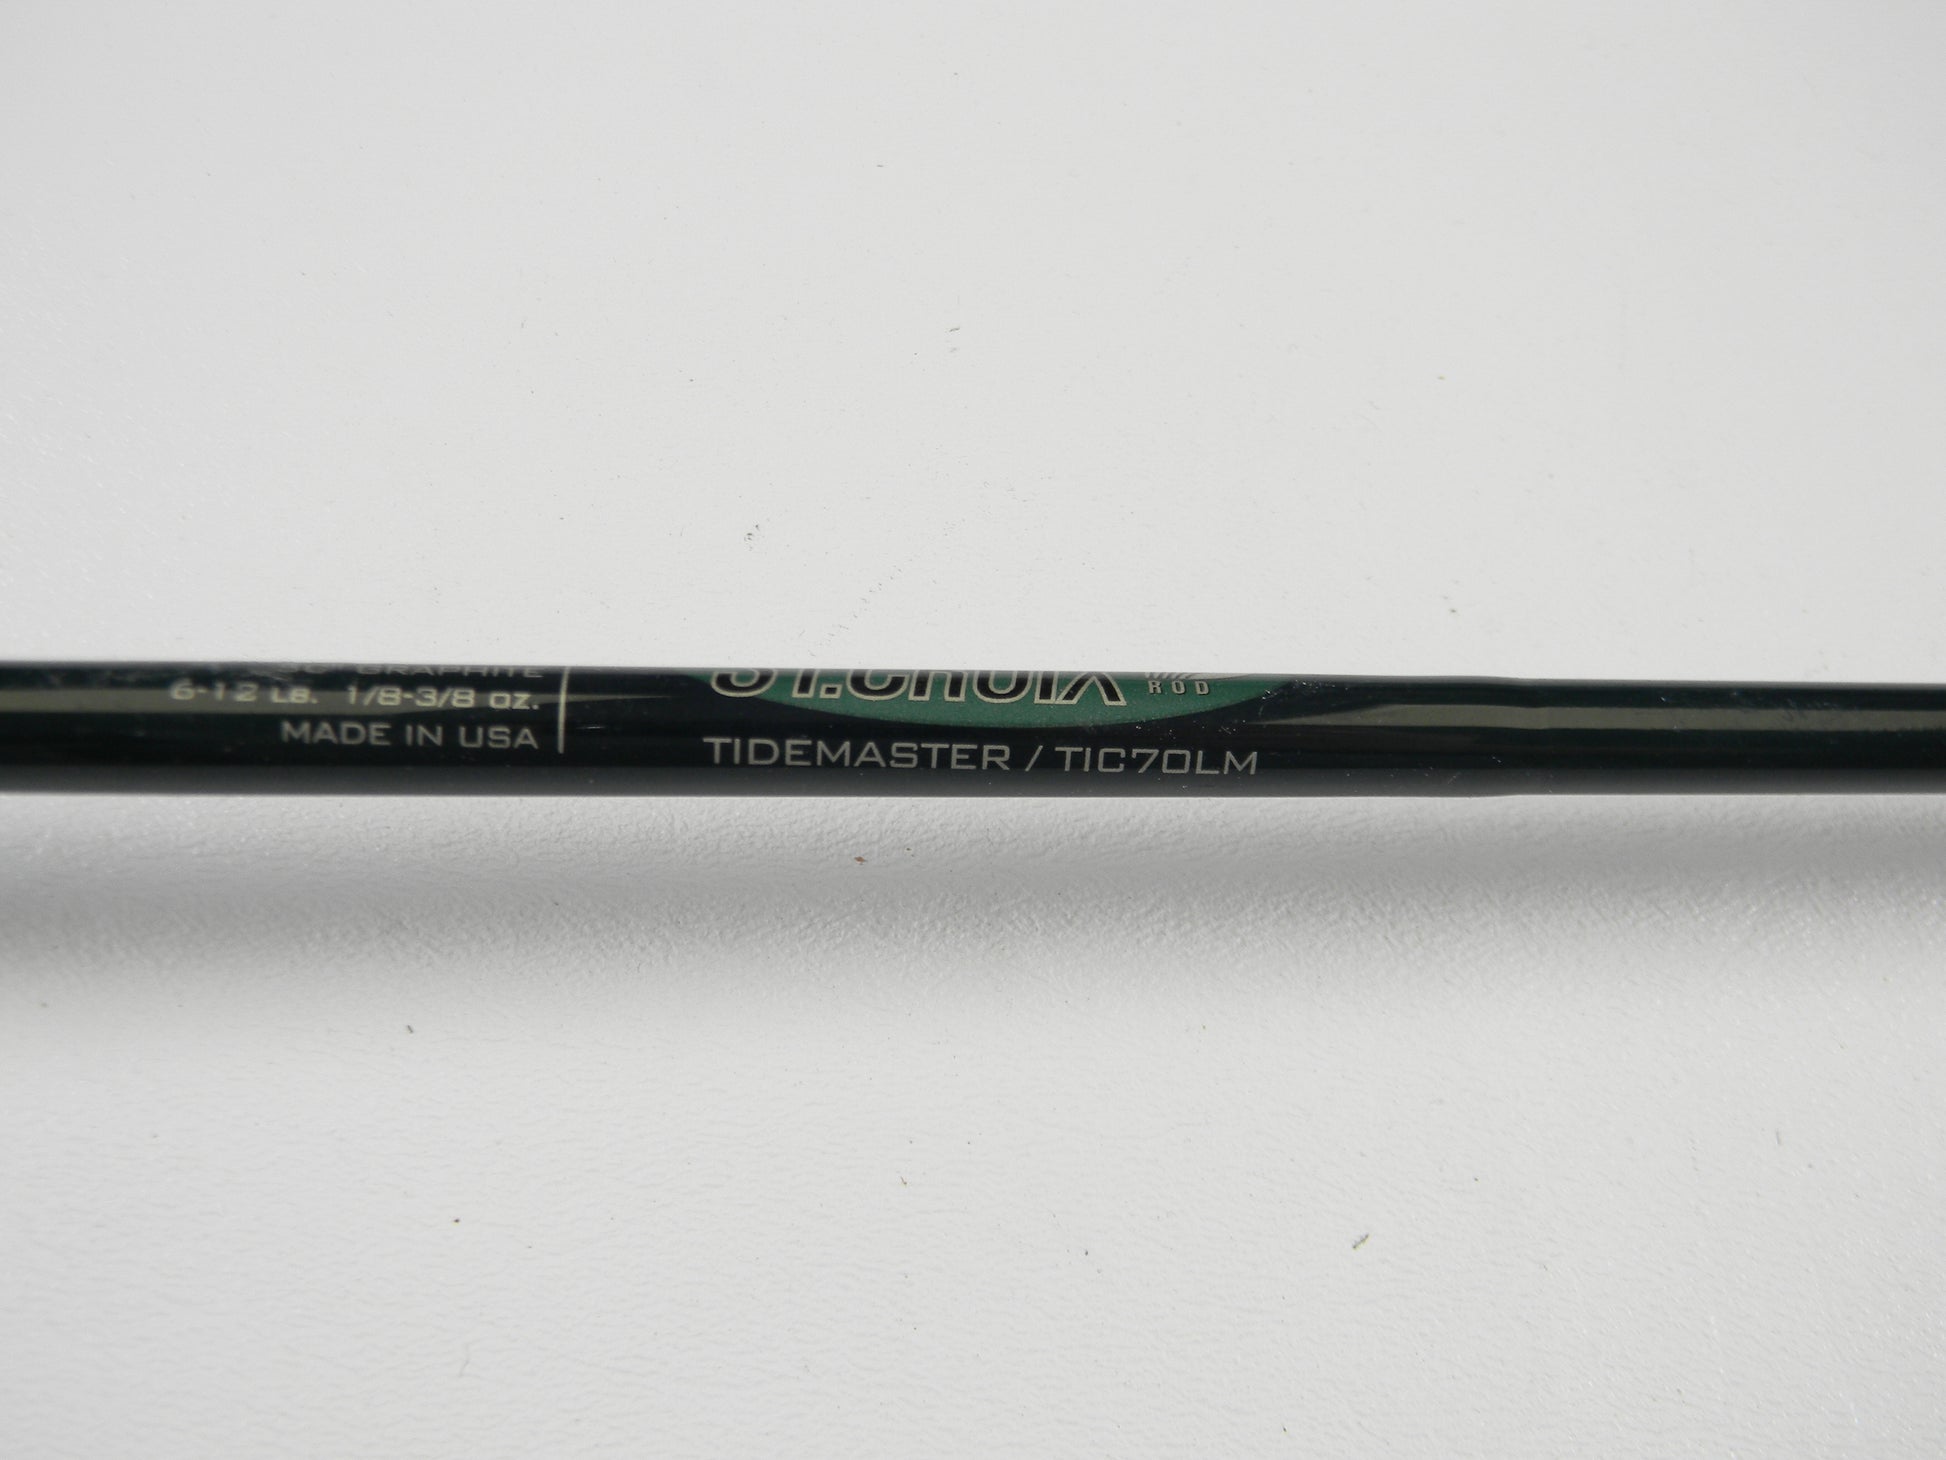 GRAPHITE
6-12 LB. 1/8-3/8 OZ.
MADE IN USA
ST.CROIX
ROD
TIDEMASTER / TIC70LM